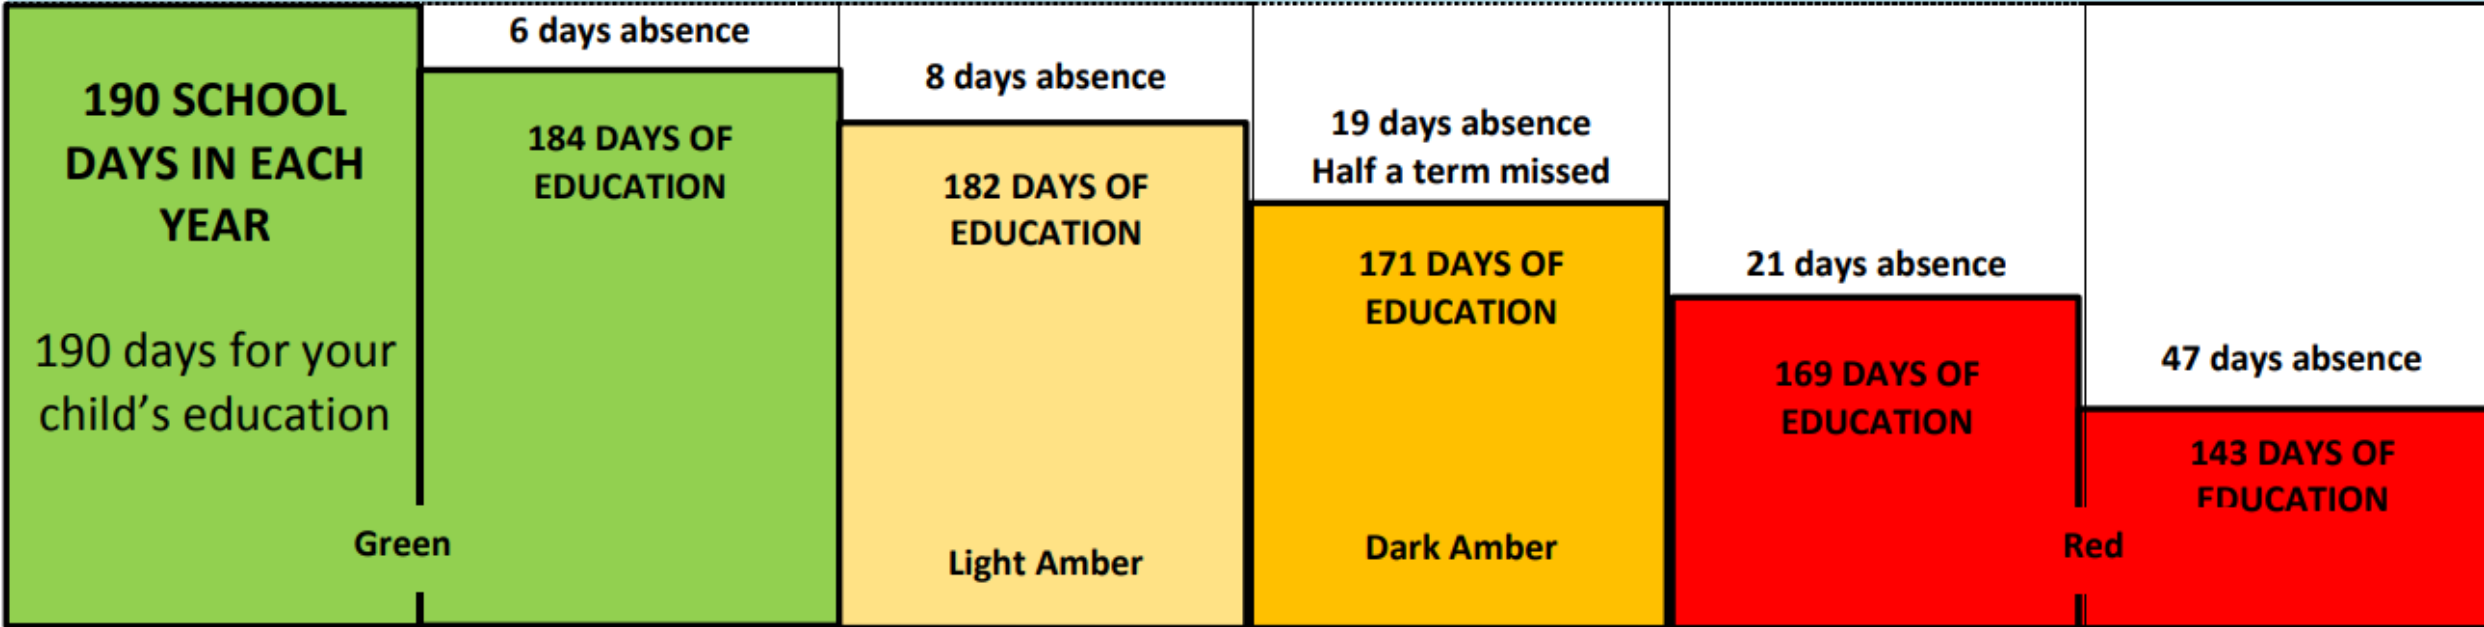 190 SCHOOL
DAYS IN EACH
YEAR
190 days for your
child's education
Green
6 days absence
184 DAYS OF
EDUCATION
8 days absence
182 DAYS OF
EDUCATION
Light Amber
19 days absence
Half a term missed
171 DAYS OF
EDUCATION
Dark Amber
21 days absence
169 DAYS OF
EDUCATION
Red
47 days absence
143 DAYS OF
EDUCATION